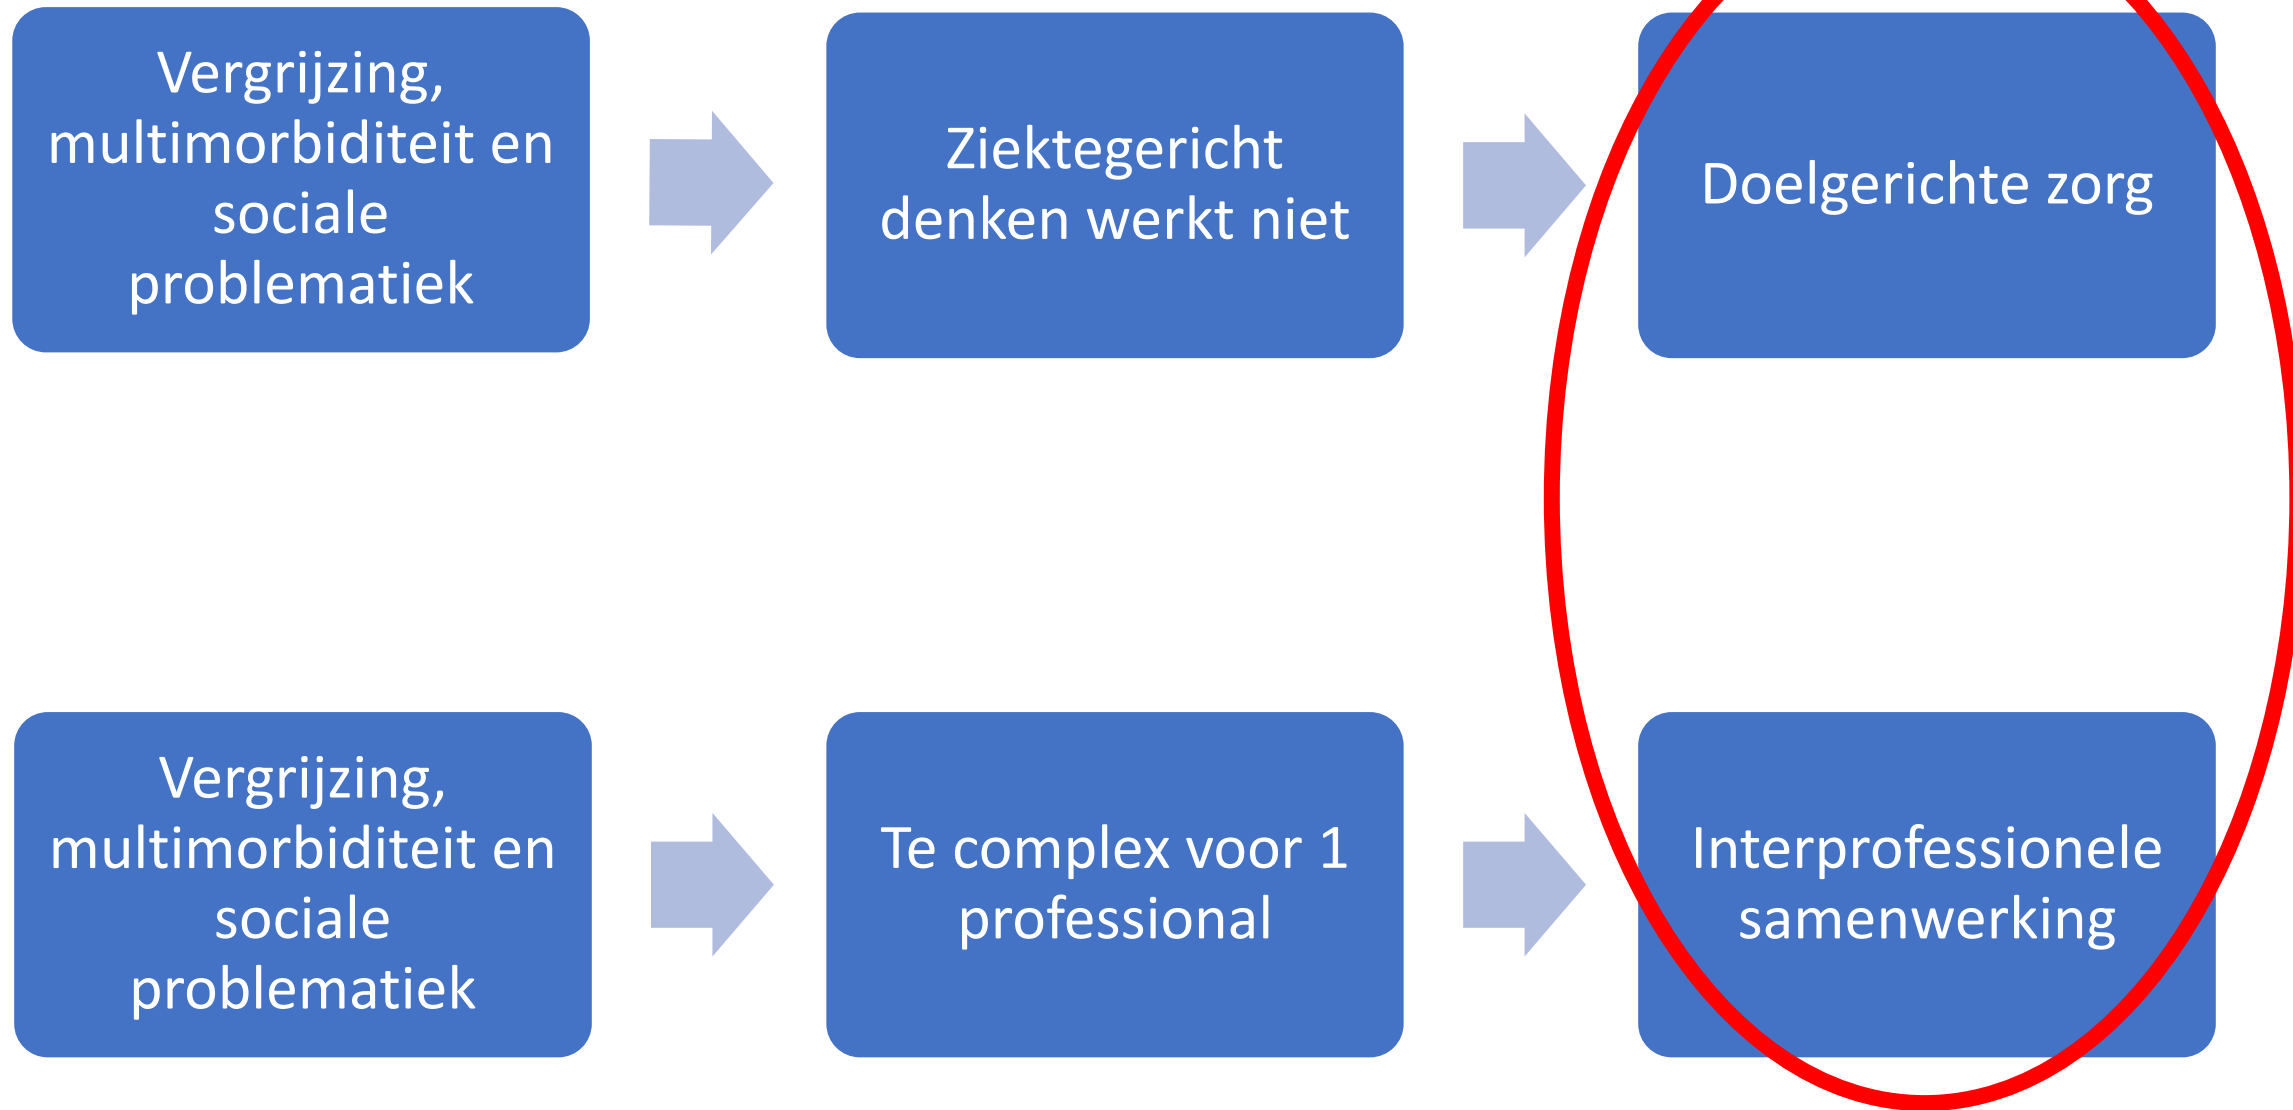 Vergrijzing,
multimorbiditeit en
sociale
problematiek
Ziektegericht
denken werkt niet
Doelgerichte zorg
Vergrijzing,
multimorbiditeit en
sociale
problematiek
Te complex voor 1
professional
Interprofessionele
samenwerking